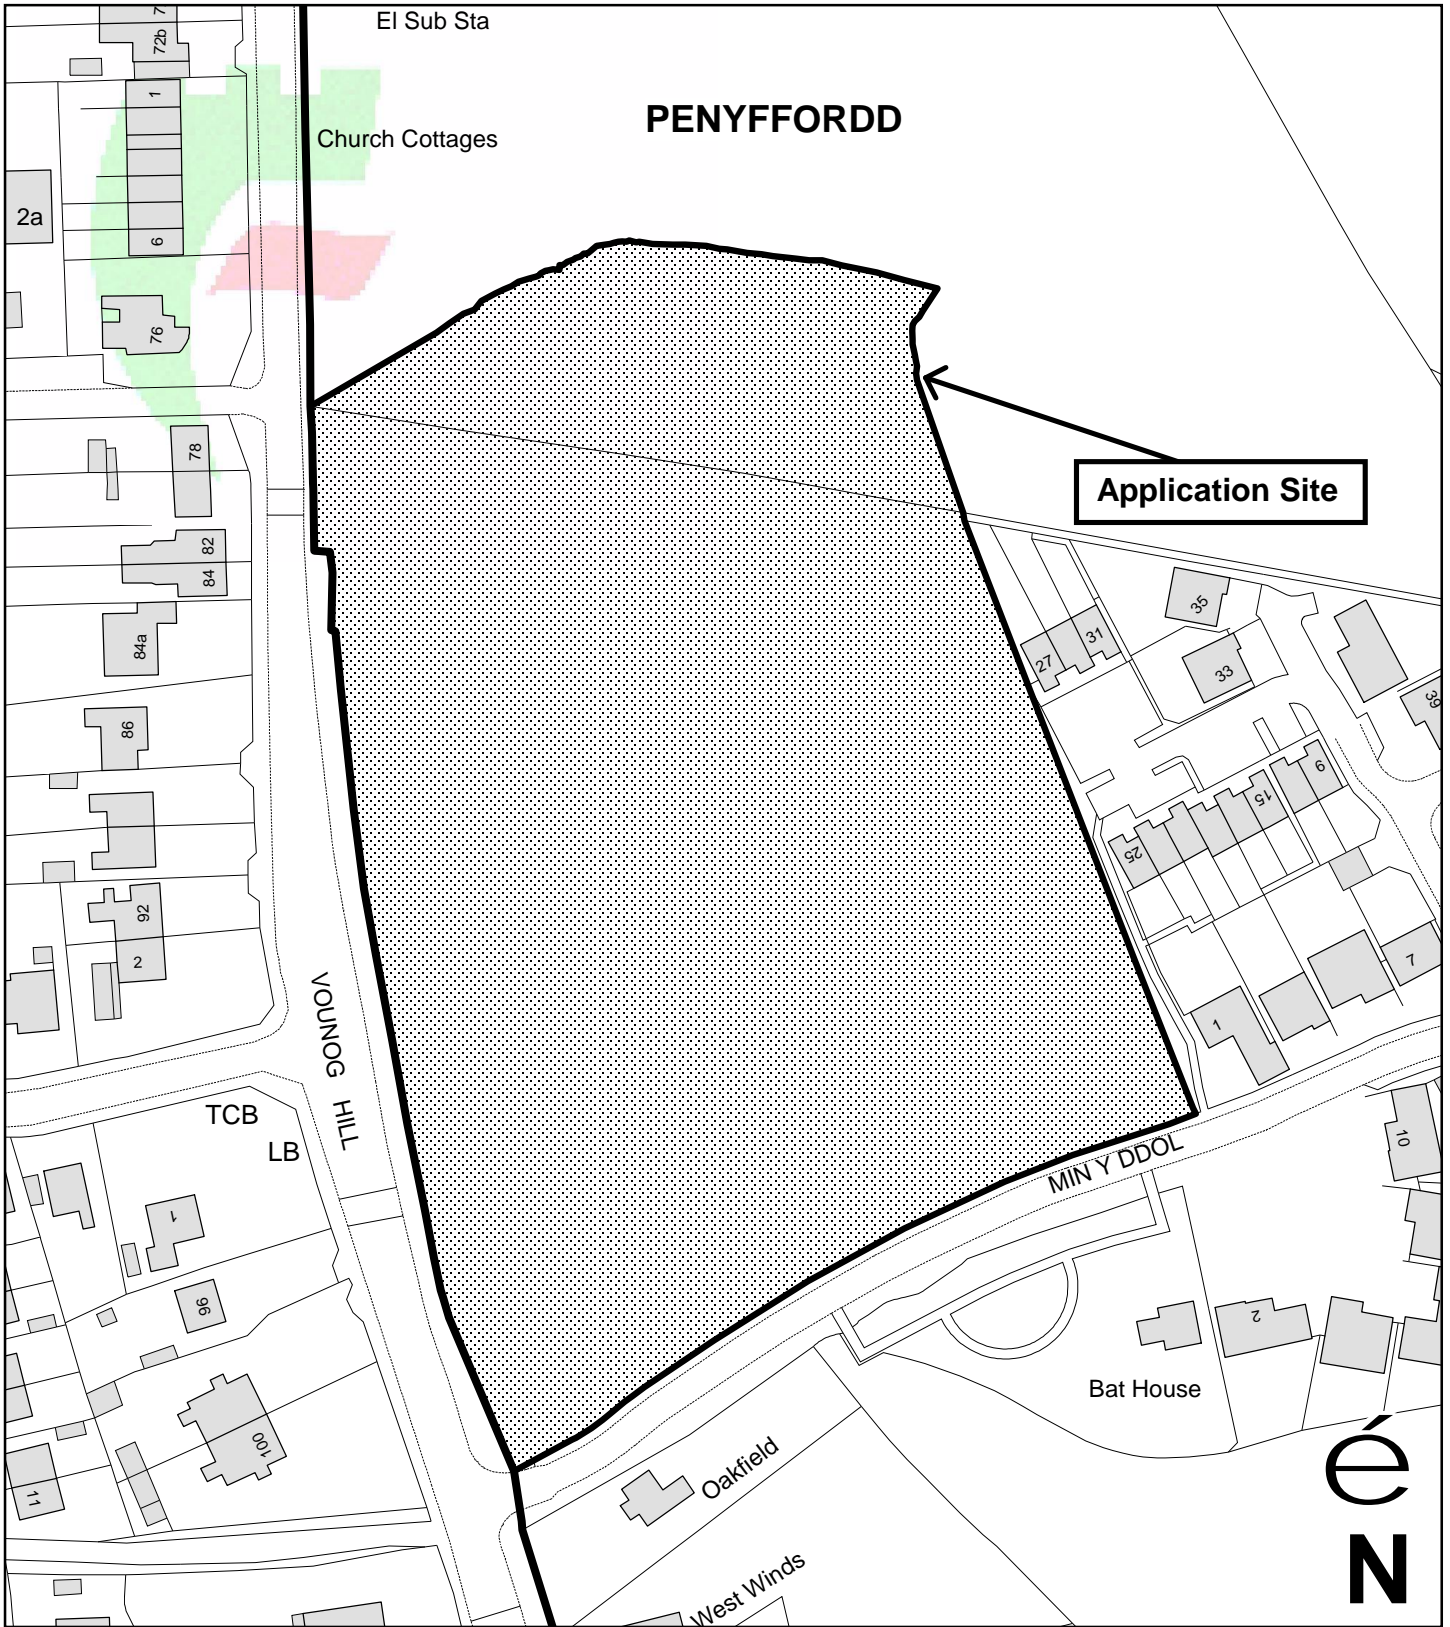 El Sub Sta
7
72b
1
PENYFFORDD
Church Cottages
2a
6
76
Application Site
78
82
84
35
31
27
33
84a
39
86
9
15
25
92
2
7
VOUNOG HILL
1
TCB
LB
10
MIN Y DDOL
1
96
2
Bat House
100
Oakfield
11
é
N
West Winds